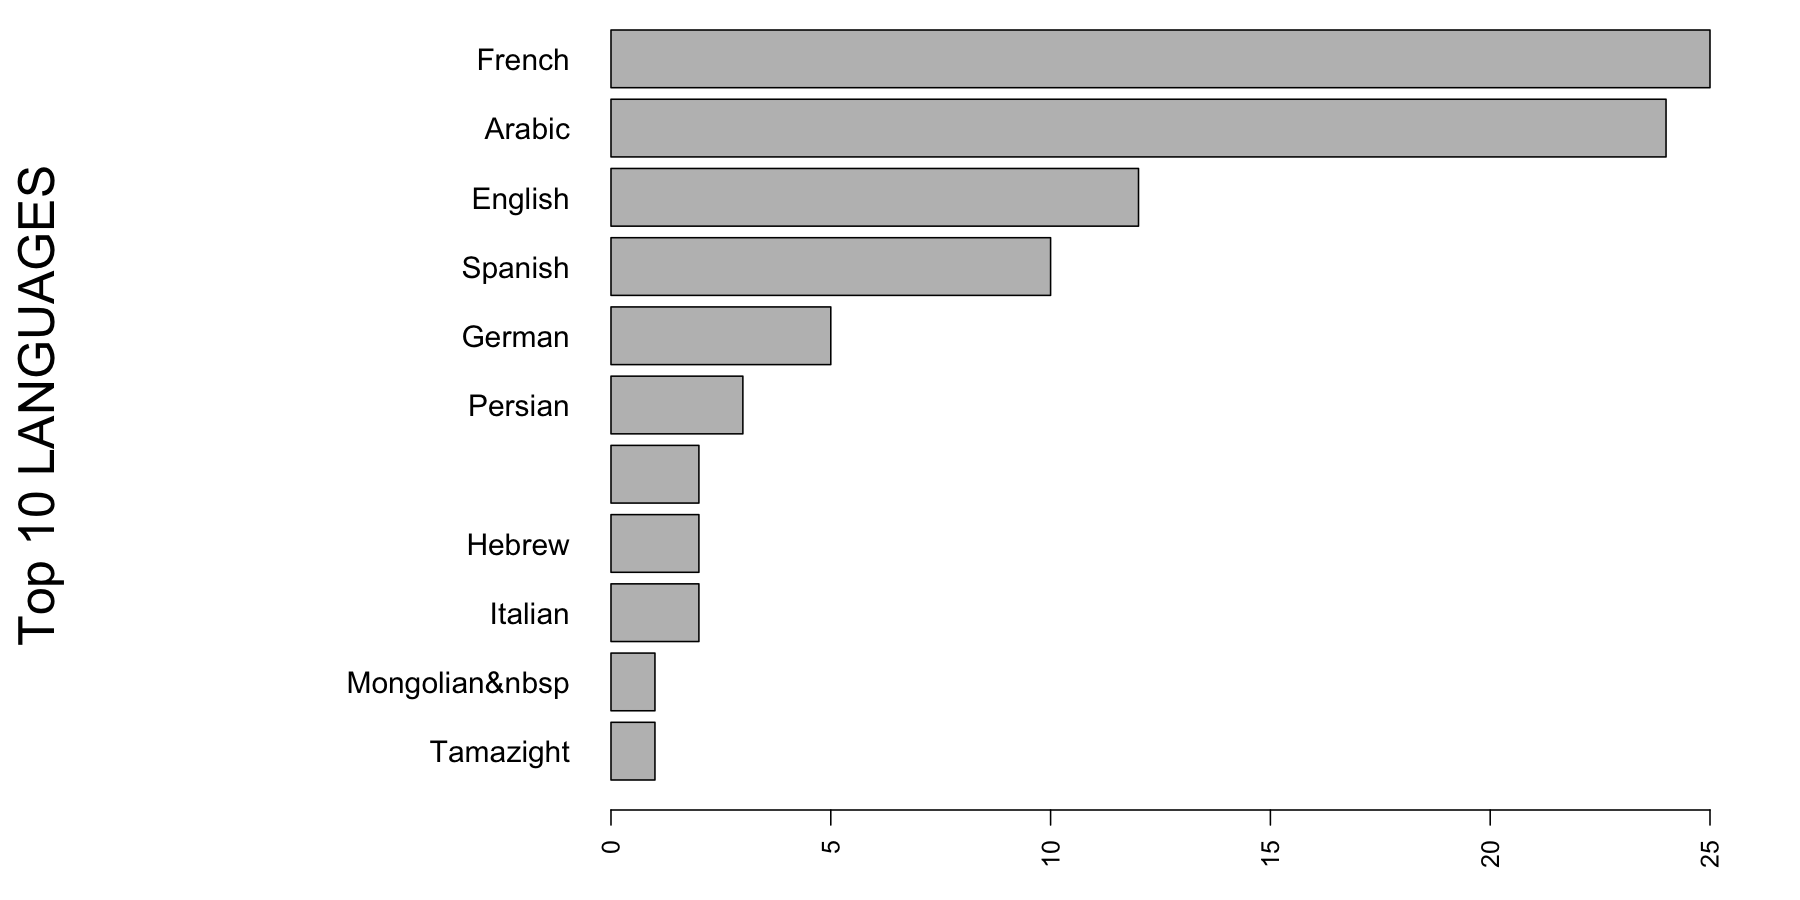 Top 10 LANGUAGES
French
Arabic
English
Spanish
German
Persian
Hebrew
Italian
Mongolian&nbsp
Tamazight
0 5 10 15 20 25